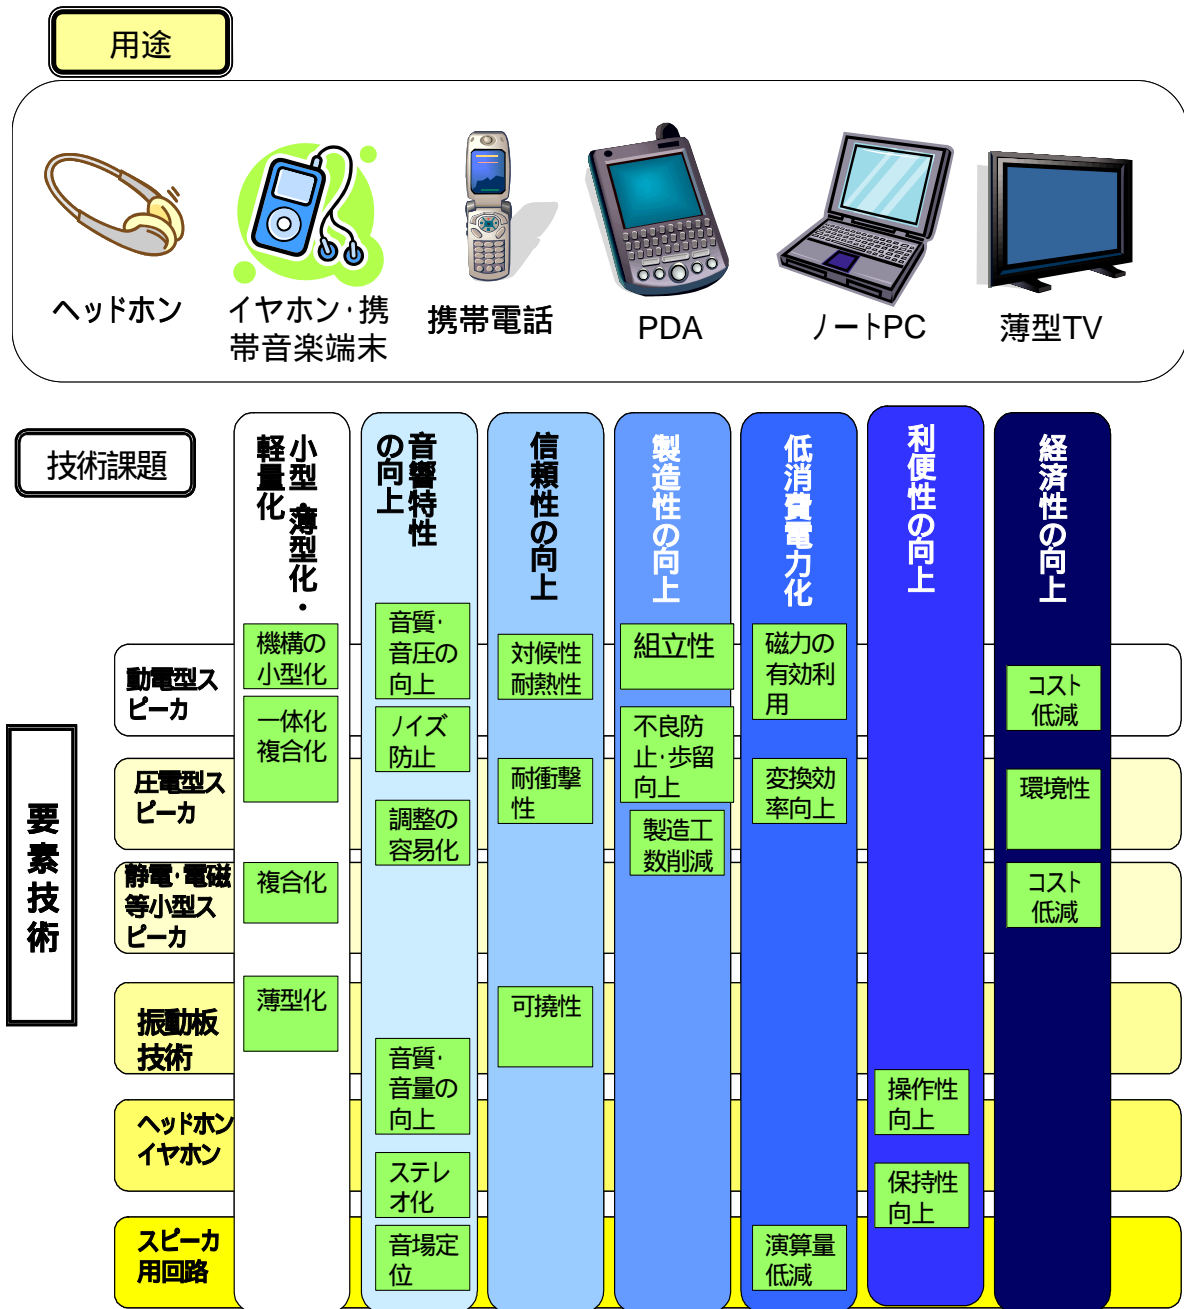 用途
ヘッドホン
イヤホン・携
帯音楽端末
携帯電話
PDA
ノートPC
薄型TV
技術課題
小型・薄型化・
軽量化
音響特性
の向上
信頼性の向上
製造性の向上
低消費電力化
利便性の向上
経済性の向上
要素技術
動電型ス
ピーカ
機構の
小型化
一体化
複合化
音質・
音圧の
向上
ノイズ
防止
対候性
耐熱性
組立性
不良防
止・歩留
向上
磁力の
有効利
用
コスト
低減
圧電型ス
ピーカ
調整の
容易化
耐衝撃
性
製造工
数削減
変換効
率向上
環境性
静電・電磁
等小型ス
ピーカ
複合化
コスト
低減
振動板
技術
薄型化
音質・
音量の
向上
可撓性
ヘッドホン
イヤホン
ステレ
オ化
操作性
向上
保持性
向上
スピーカ
用回路
音場定
位
演算量
低減